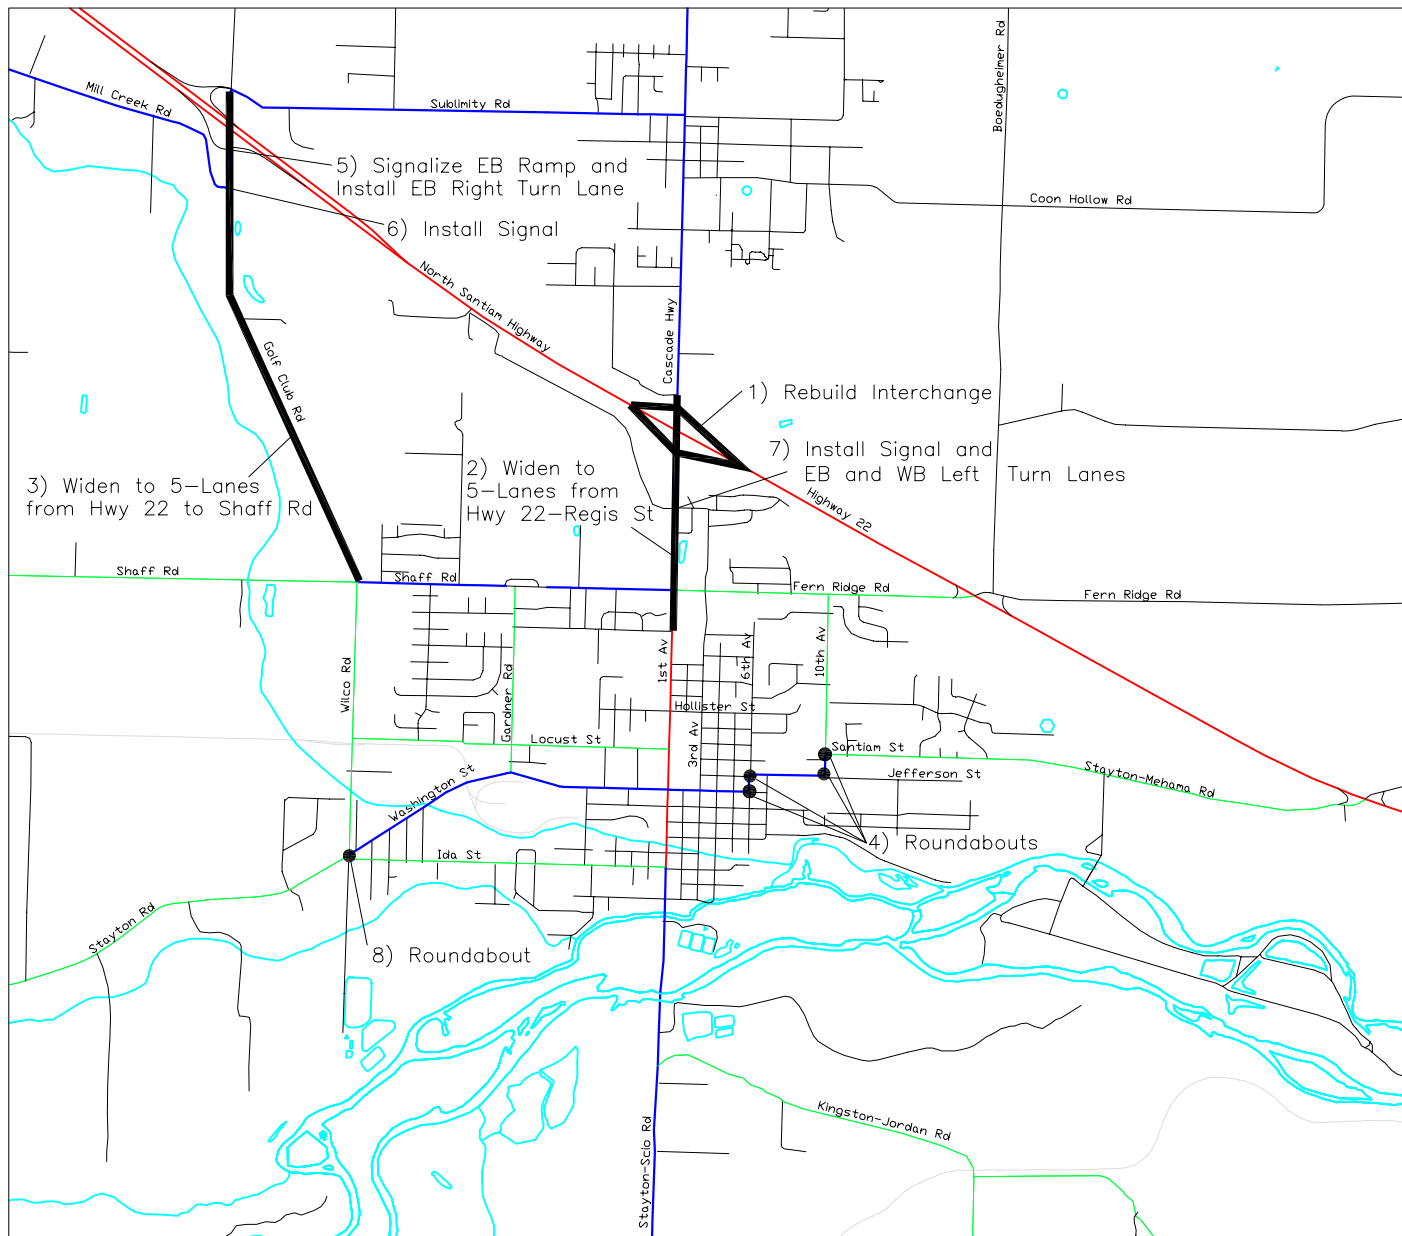 Boedugheimer Rd
Mill Creek Rd
Sublimity Rd
5) Signalize EB Ramp and
Install EB Right Turn Lane
Coon Hollow Rd
6) Install Signal
North Santiam Highway
Cascade Hwy
Golf Club Rd
1) Rebuild Interchange
7) Install Signal and
EB and WB Left Turn Lanes
2) Widen to
5-Lanes from
Hwy 22-Regis St
3) Widen to 5-Lanes
from Hwy 22 to Shaff Rd
Highway 22
Shaff Rd
Shaff Rd
Fern Ridge Rd
Fern Ridge Rd
Wilco Rd
Gardner Rd
1st Av
6th Av
10th Av
Hollister St
3rd Av
Locust St
Santiam St
Jefferson St
Stayton-Mehama Rd
Washington St
4) Roundabouts
Ida St
Stayton Rd
8) Roundabout
Kingston-Jordan Rd
Stayton-Scio Rd